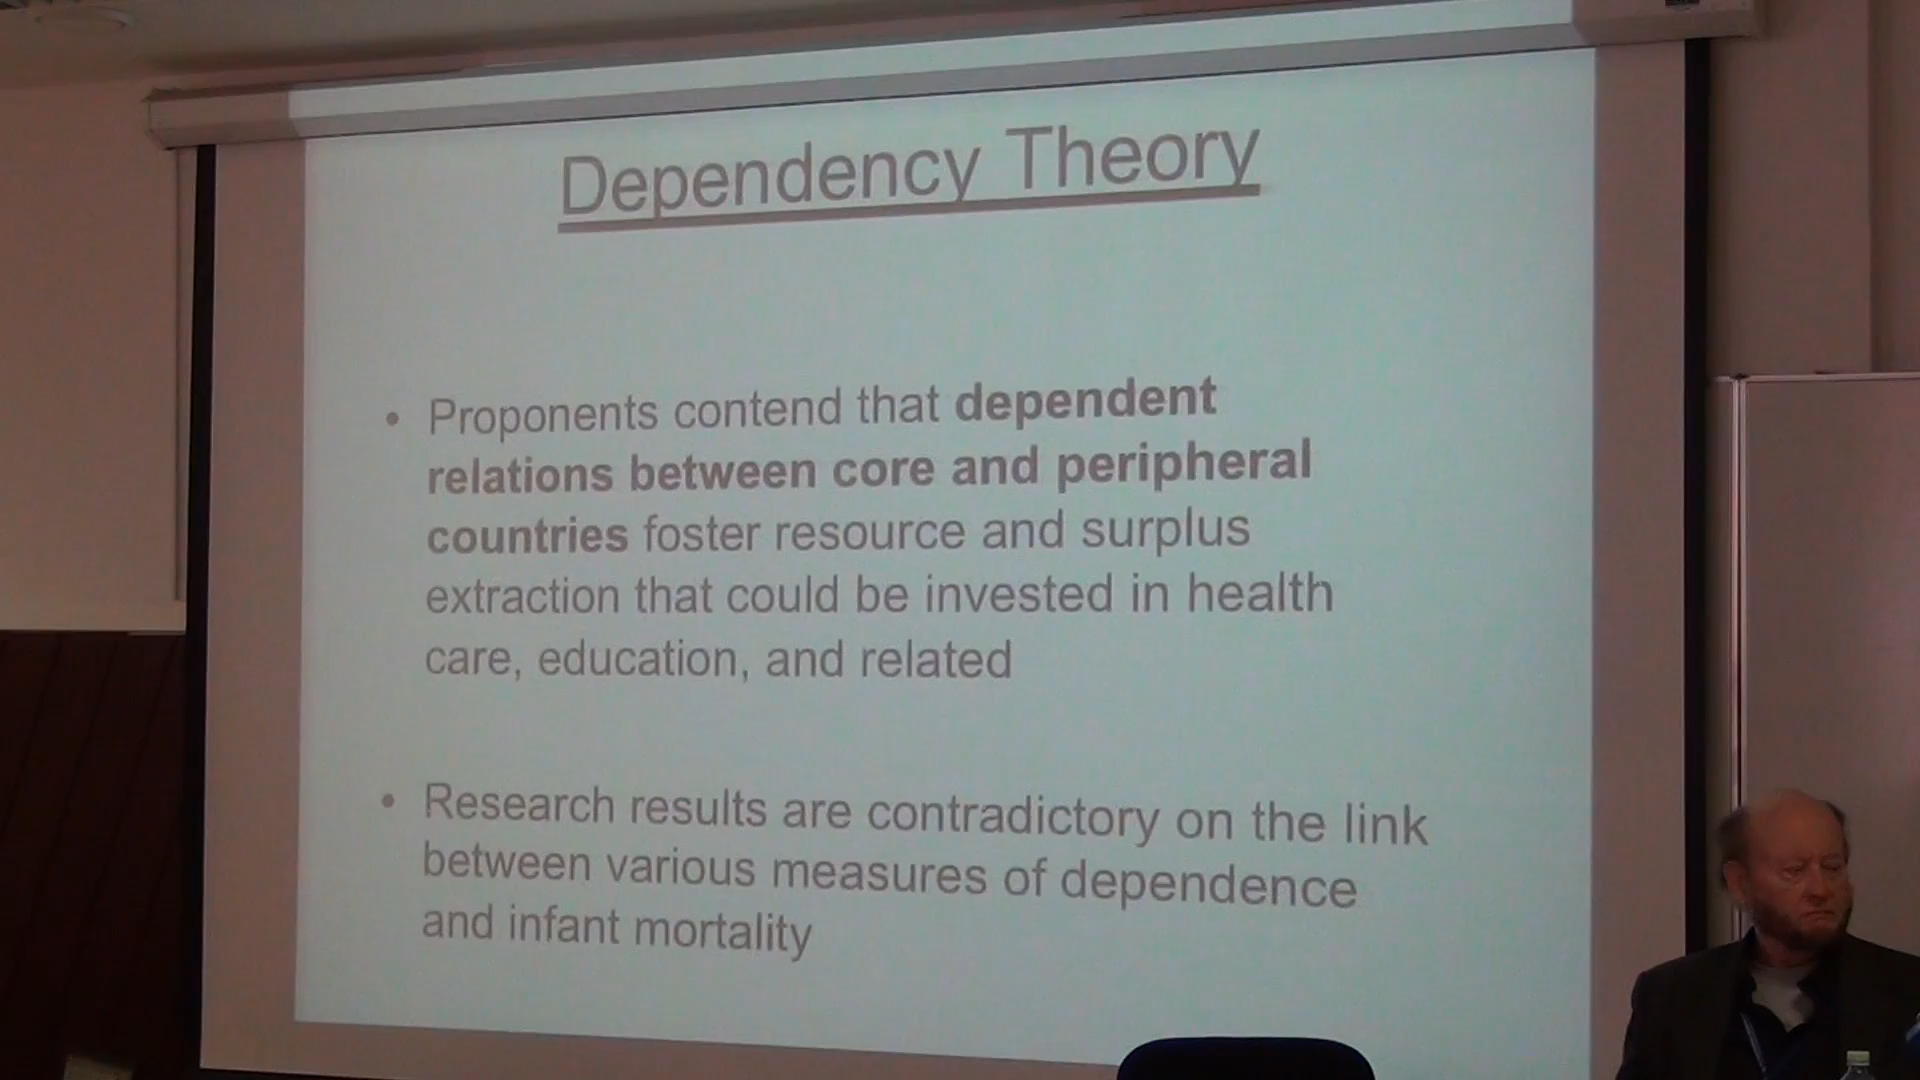 Dependency Theory
• Proponents contend that dependent
relations between core and peripheral
countries foster resource and surplus
extraction that could be invested in health
care, education, and related
• Research results are contradictory on the link
between various measures of dependence
and infant mortality